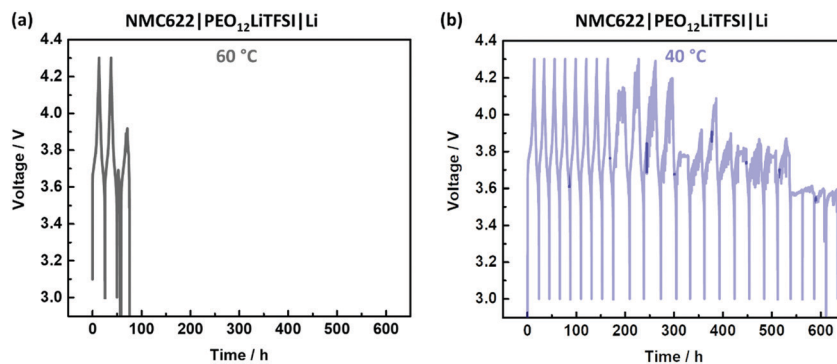 (a)
NMC622|PEO₁₂LiTFSI|Li
60 °C
Voltage / V
4.4
4.2
4.0
3.8
3.6
3.4
3.2
3.0
0 100 200 300 400 500 600
Time / h
(b)
NMC622|PEO₁₂LiTFSI|Li
40 °C
Voltage / V
4.4
4.2
4.0
3.8
3.6
3.4
3.2
3.0
0 100 200 300 400 500 600
Time / h